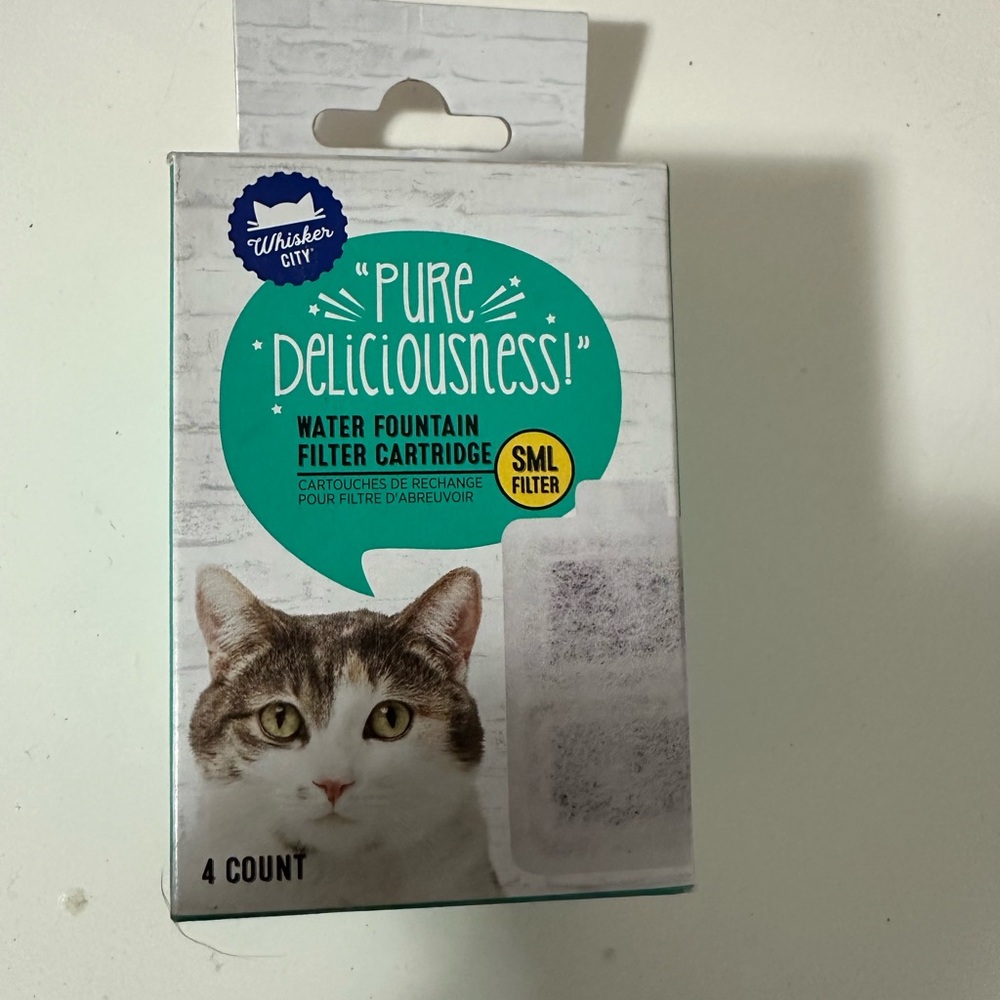 Whisker
CITY
"PURE
DELICIOUSNESS!"
WATER FOUNTAIN
FILTER CARTRIDGE
CARTOUCHES DE RECHANGE
POUR FILTRE D'ABREUVOIR
SML
FILTER
4 COUNT